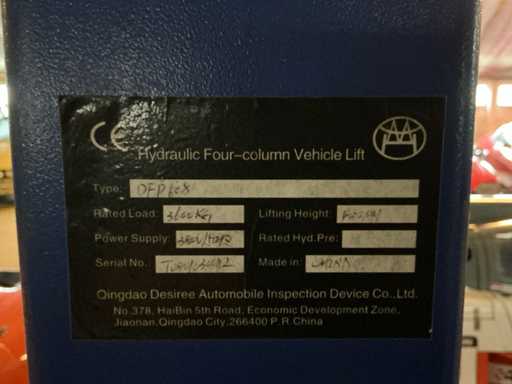 CE
Hydraulic Four-column Vehicle Lift
Type:
Rated Load: 3600Kg
Lifting Height:
Power Supply:
Rated Hyd.Pre:
Serial No.:
Made in: CHINA
Qingdao Desiree Automobile Inspection Device Co.,Ltd.
No.378, HaiBin 5th Road, Economic Development Zone,
Jiaonan,Qingdao City,266400 P.R.China